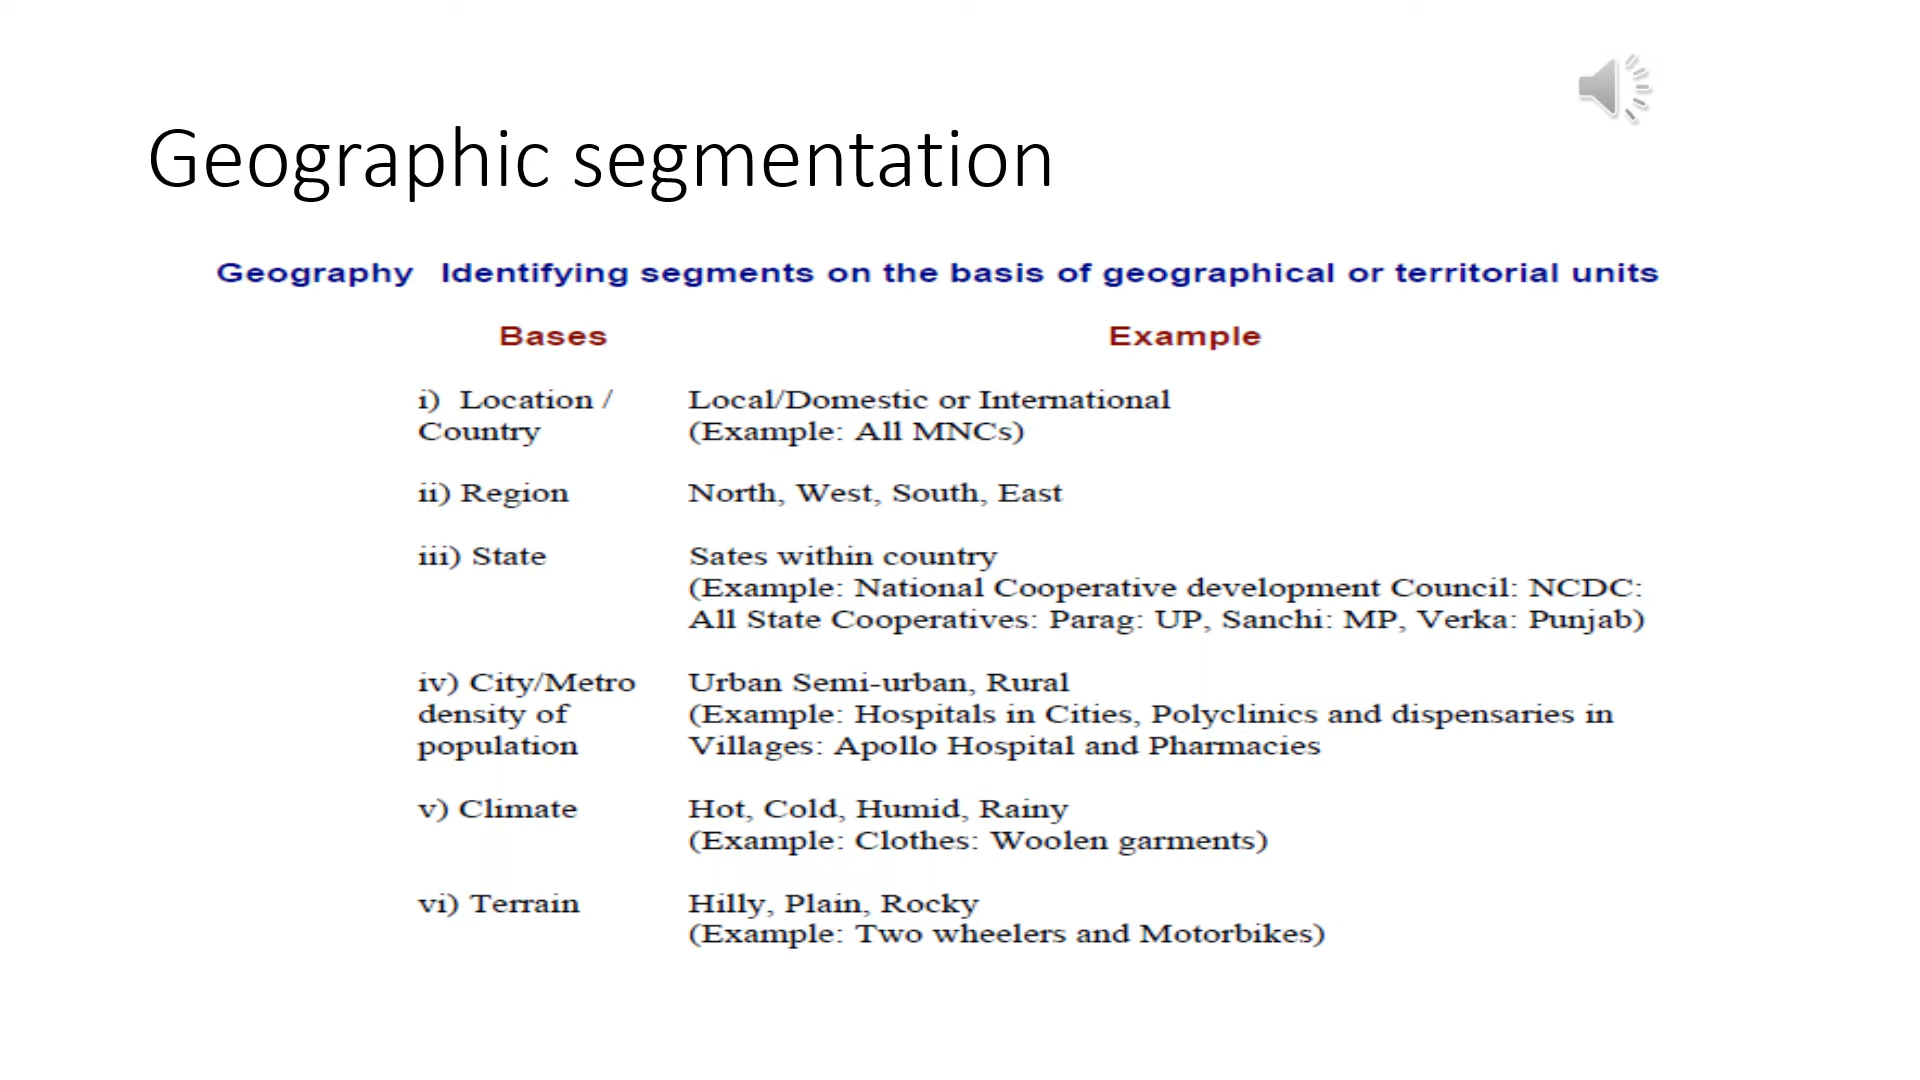 Geographic segmentation
Geography Identifying segments on the basis of geographical or territorial units
Bases Example
i) Location / Local/Domestic or International
Country (Example: All MNCs)
ii) Region North, West, South, East
iii) State Sates within country
(Example: National Cooperative development Council: NCDC:
All State Cooperatives: Parag: UP, Sanchi: MP, Verka: Punjab)
iv) City/Metro Urban Semi-urban, Rural
density of (Example: Hospitals in Cities, Polyclinics and dispensaries in
population Villages: Apollo Hospital and Pharmacies
v) Climate Hot, Cold, Humid, Rainy
(Example: Clothes: Woolen garments)
vi) Terrain Hilly, Plain, Rocky
(Example: Two wheelers and Motorbikes)